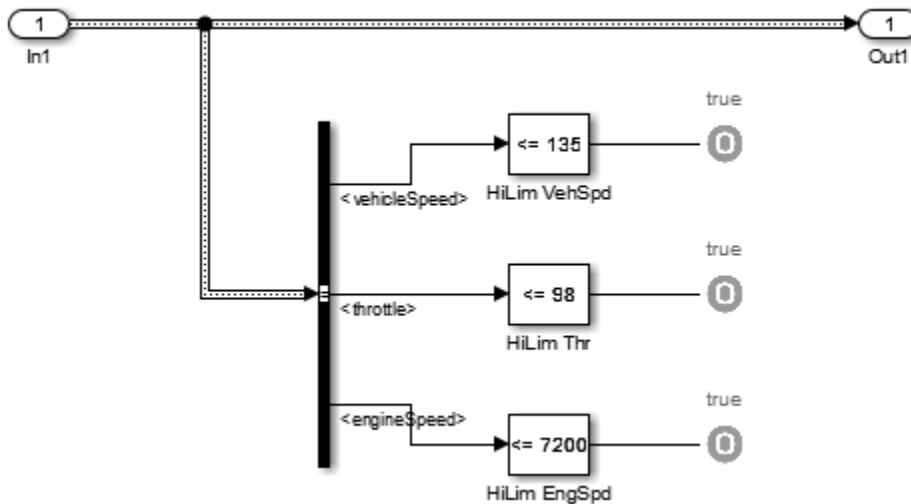 1
In1
1
Out1
true
<= 135
O
HiLim VehSpd
<vehicleSpeed>
true
<= 98
O
<throttle>
HiLim Thr
true
<engineSpeed>
<= 7200
O
HiLim EngSpd